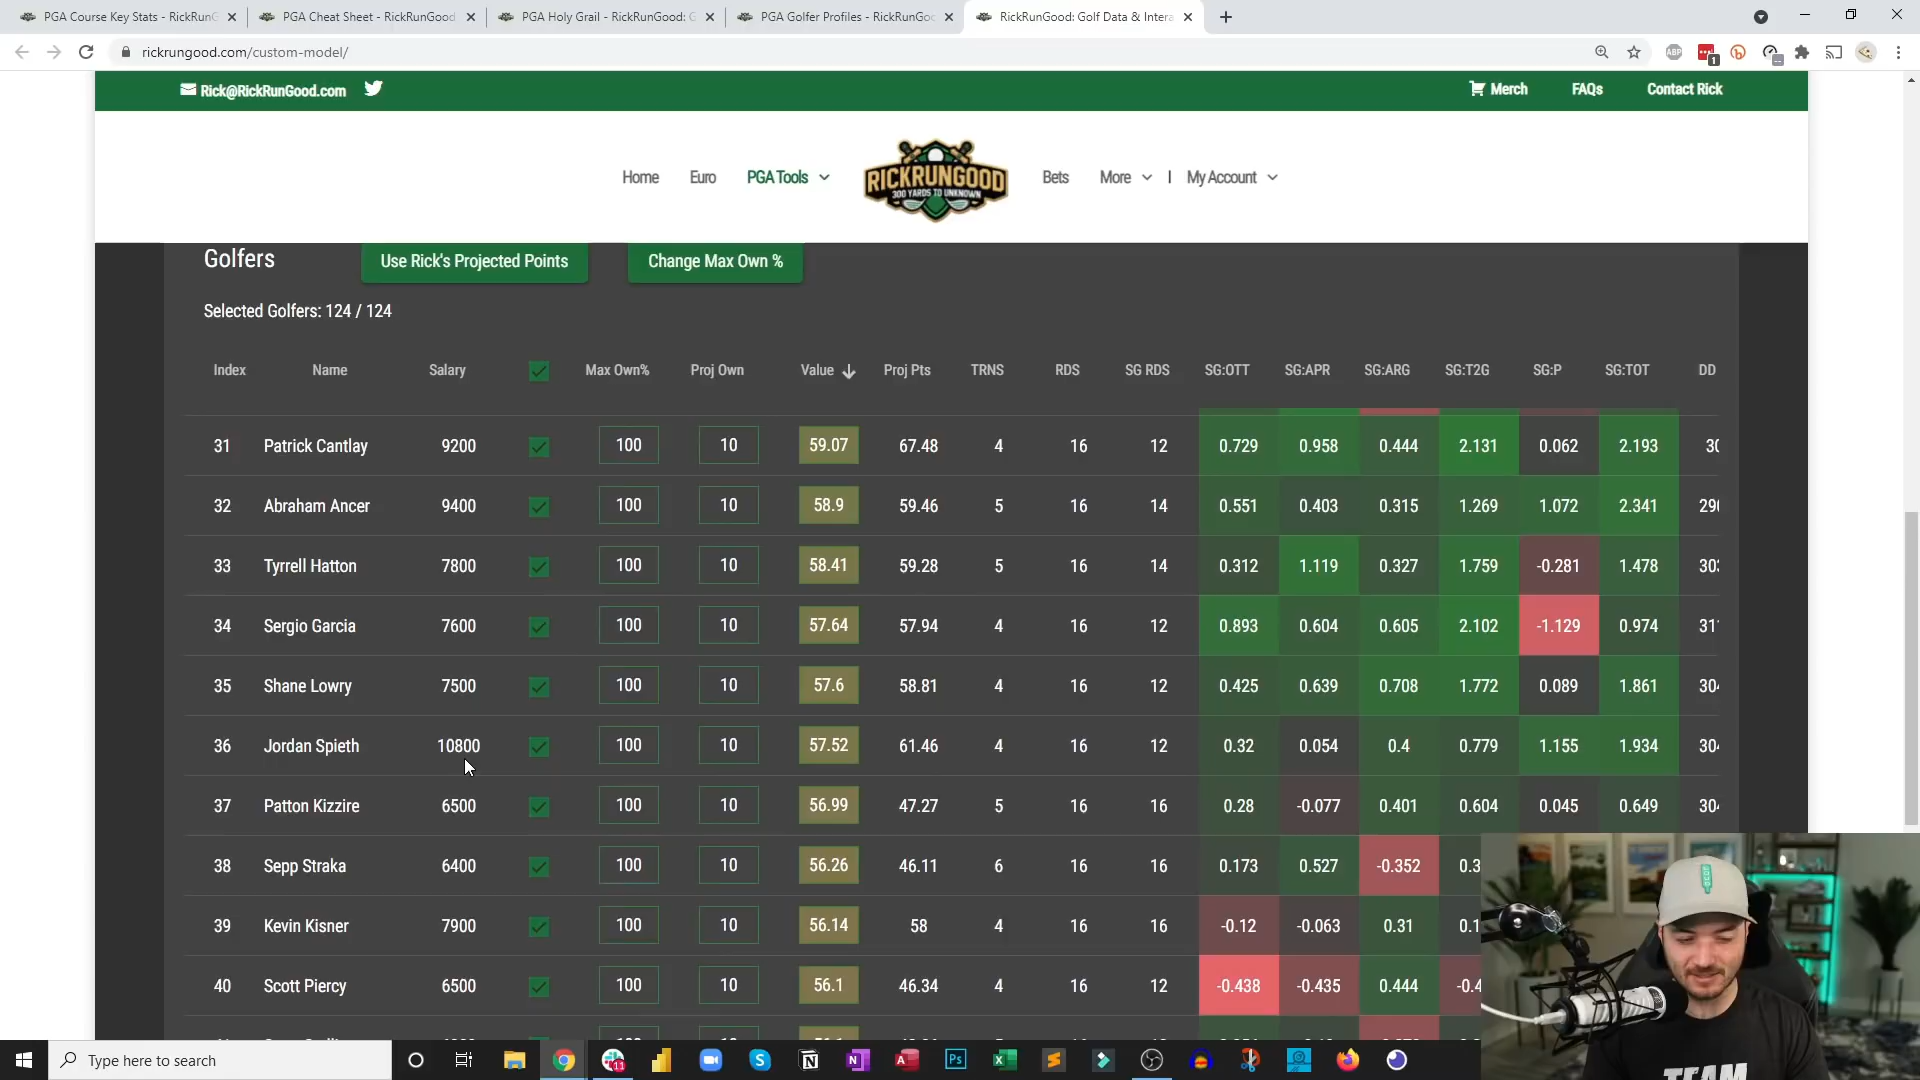 PGA Course Key Stats - RickRunG
PGA Cheat Sheet - RickRunGood
PGA Holy Grail - RickRunGood: G
PGA Golfer Profiles - RickRunGoo
RickRunGood: Golf Data & Intera
rickrungood.com/custom-model/
Rick@RickRunGood.com
Merch FAQs Contact Rick
Home Euro PGA Tools Bets More | My Account
RICKRUNGOOD
300 YARDS TO UNKNOWN
Golfers Use Rick's Projected Points Change Max Own %
Selected Golfers: 124 / 124
Index Name Salary Max Own% Proj Own Value Proj Pts TRNS RDS SG RDS SG:OTT SG:APR SG:ARG SG:T2G SG:P SG:TOT DD
31 Patrick Cantlay 9200 100 10 59.07 67.48 4 16 12 0.729 0.958 0.444 2.131 0.062 2.193 30
32 Abraham Ancer 9400 100 10 58.9 59.46 5 16 14 0.551 0.403 0.315 1.269 1.072 2.341 29
33 Tyrrell Hatton 7800 100 10 58.41 59.28 5 16 14 0.312 1.119 0.327 1.759 -0.281 1.478 30
34 Sergio Garcia 7600 100 10 57.64 57.94 4 16 12 0.893 0.604 0.605 2.102 -1.129 0.974 31
35 Shane Lowry 7500 100 10 57.6 58.81 4 16 12 0.425 0.639 0.708 1.772 0.089 1.861 30
36 Jordan Spieth 10800 100 10 57.52 61.46 4 16 12 0.32 0.054 0.4 0.779 1.155 1.934 30
37 Patton Kizzire 6500 100 10 56.99 47.27 5 16 16 0.28 -0.077 0.401 0.604 0.045 0.649 30
38 Sepp Straka 6400 100 10 56.26 46.11 6 16 16 0.173 0.527 -0.352 0.3
39 Kevin Kisner 7900 100 10 56.14 58 4 16 16 -0.12 -0.063 0.31 0.1
40 Scott Piercy 6500 100 10 56.1 46.34 4 16 12 -0.438 -0.435 0.444 -0.4
TEAM
Type here to search
11